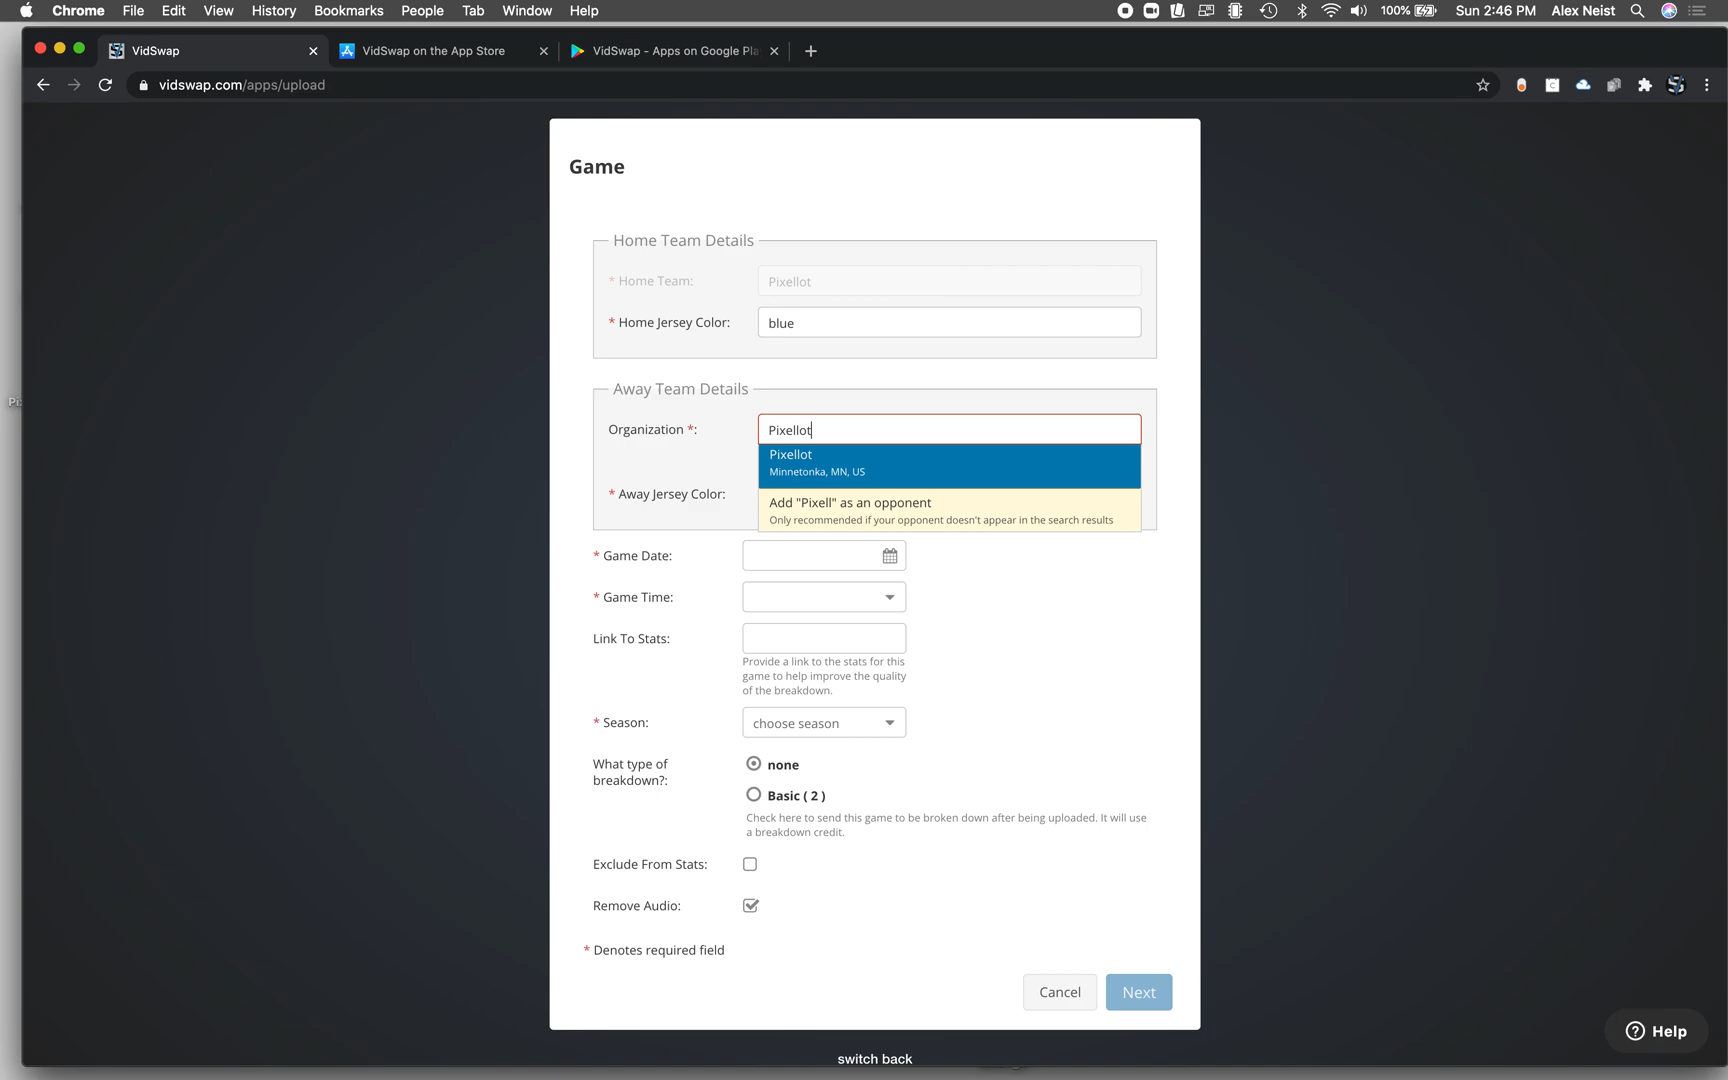 Chrome File Edit View History Bookmarks People Tab Window Help 100% Sun 2:46 PM Alex Neist
VidSwap VidSwap on the App Store VidSwap - Apps on Google Pla
vidswap.com/apps/upload
Game
Home Team Details
* Home Team: Pixellot
* Home Jersey Color: blue
Away Team Details
Organization *: Pixellot
Pixellot
Minnetonka, MN, US
* Away Jersey Color:
Add "Pixell" as an opponent
Only recommended if your opponent doesn't appear in the search results
* Game Date:
* Game Time:
Link To Stats:
Provide a link to the stats for this
game to help improve the quality
of the breakdown.
* Season: choose season
What type of
breakdown?:
none
Basic ( 2 )
Check here to send this game to be broken down after being uploaded. It will use
a breakdown credit.
Exclude From Stats:
Remove Audio:
* Denotes required field
Cancel Next
Help
switch back